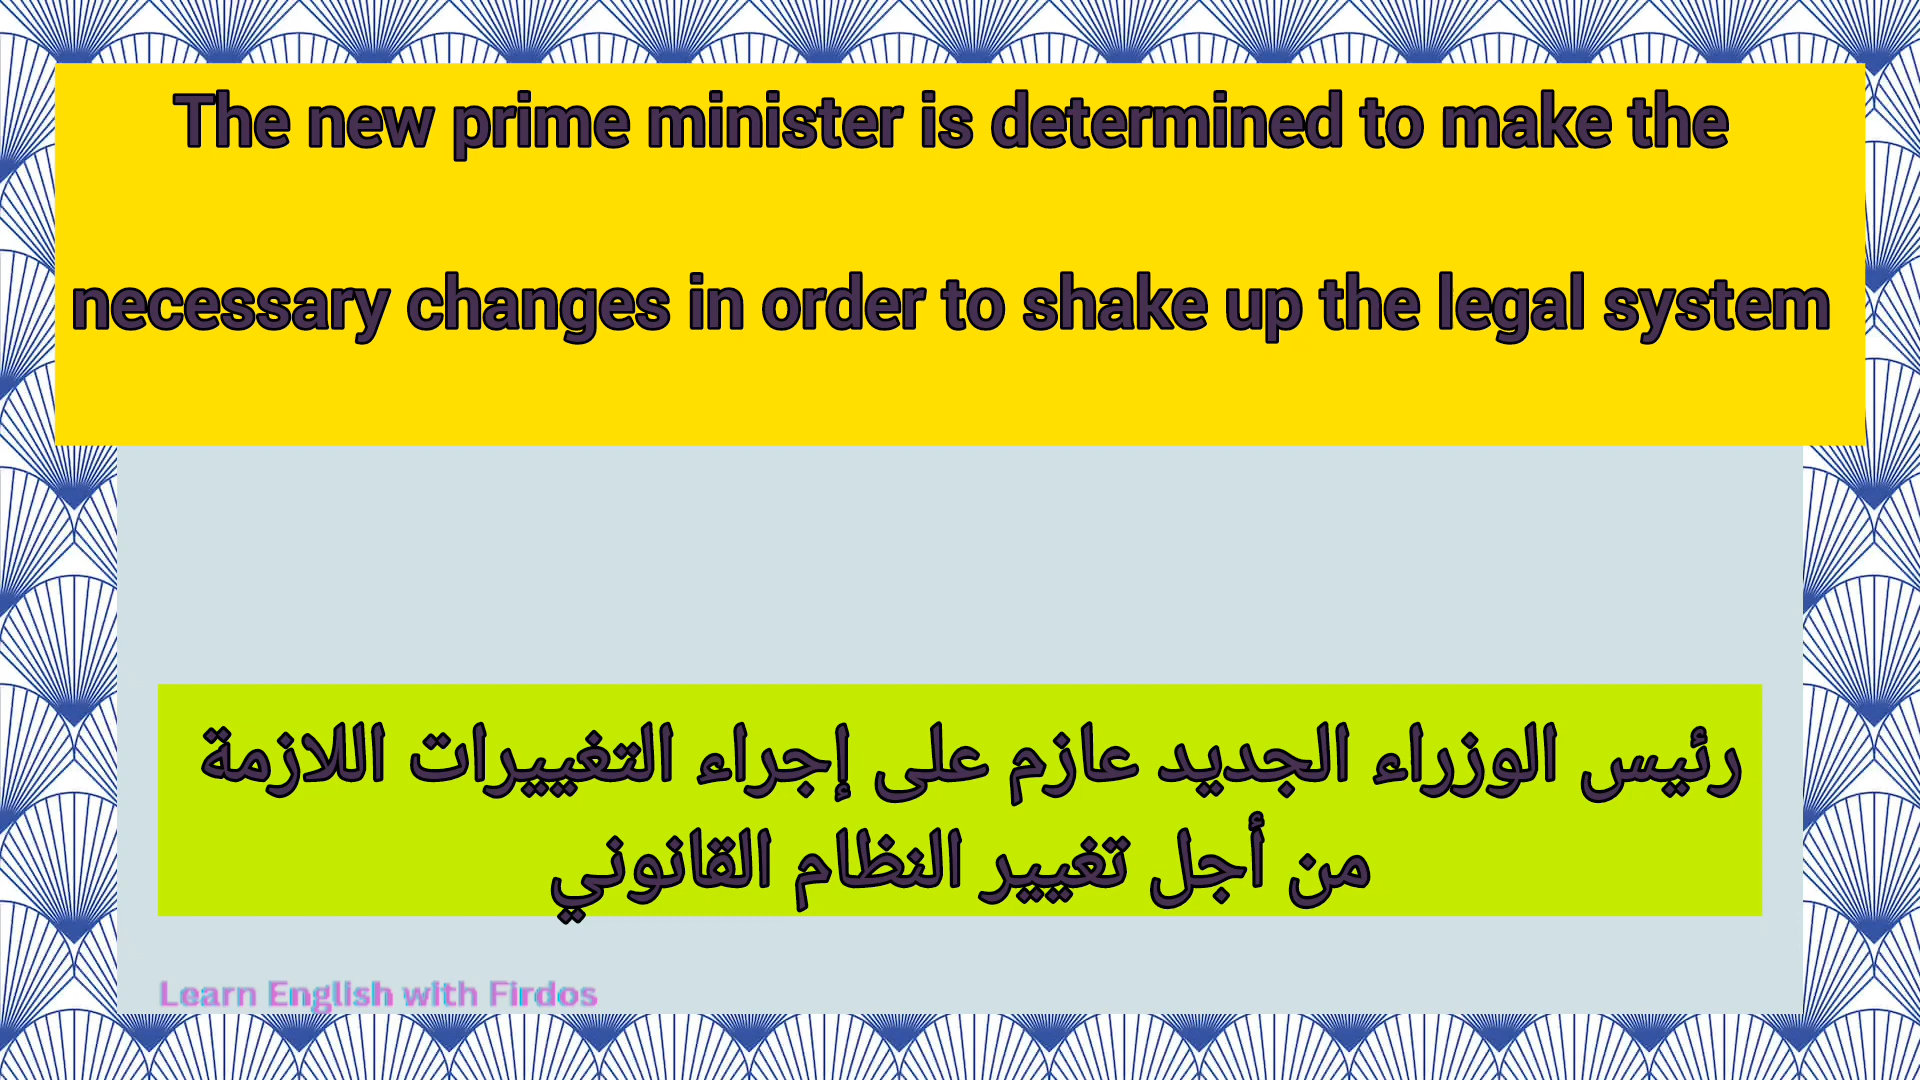 The new prime minister is determined to make the
necessary changes in order to shake up the legal system
رئيس الوزراء الجديد عازم على إجراء التغييرات اللازمة
من أجل تغيير النظام القانوني
Learn English with Firdos